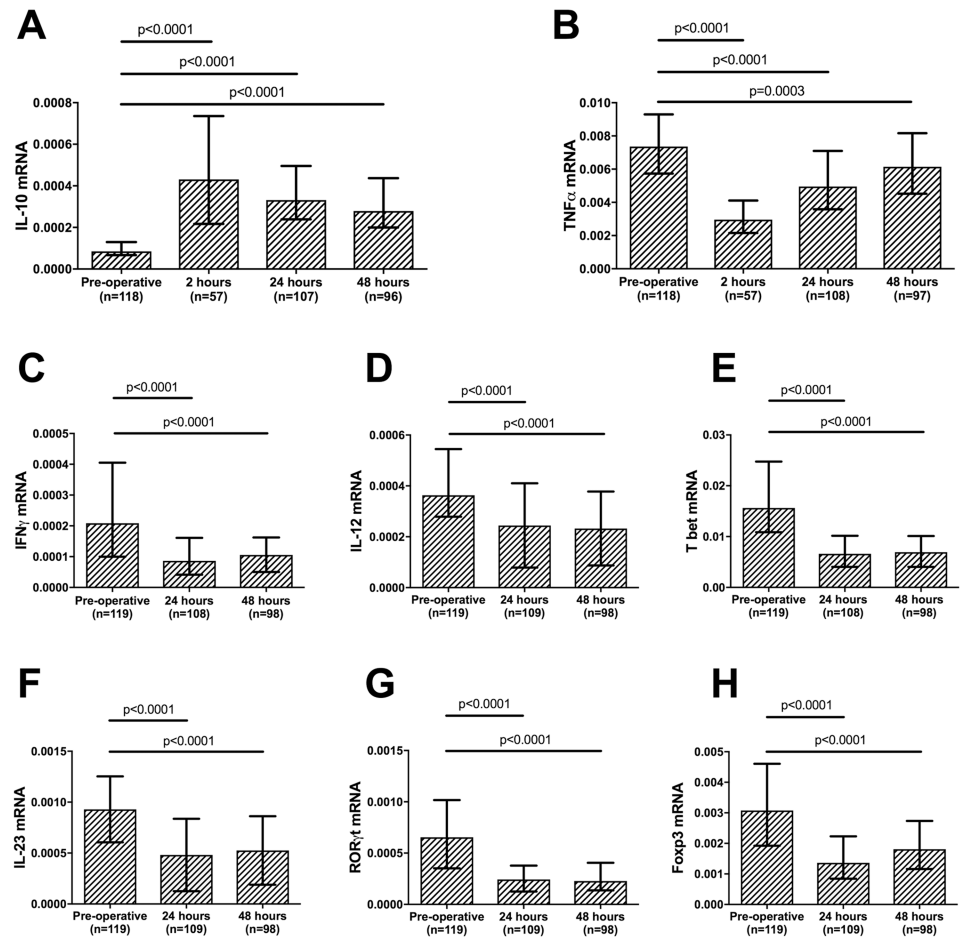 A
p<0.0001
p<0.0001
p<0.0001
IL-10 mRNA
0.0008
0.0006
0.0004
0.0002
0.0000
Pre-operative 2 hours 24 hours 48 hours
(n=118) (n=57) (n=107) (n=96)
B
p<0.0001
p<0.0001
p=0.0003
TNFα mRNA
0.010
0.008
0.006
0.004
0.002
0.000
Pre-operative 2 hours 24 hours 48 hours
(n=118) (n=57) (n=108) (n=97)
C
p<0.0001
p<0.0001
IFNγ mRNA
0.0005
0.0004
0.0003
0.0002
0.0001
0.0000
Pre-operative 24 hours 48 hours
(n=119) (n=108) (n=98)
D
p<0.0001
p<0.0001
IL-12 mRNA
0.0006
0.0004
0.0002
0.0000
Pre-operative 24 hours 48 hours
(n=119) (n=109) (n=98)
E
p<0.0001
p<0.0001
T bet mRNA
0.03
0.02
0.01
0.00
Pre-operative 24 hours 48 hours
(n=119) (n=108) (n=98)
F
p<0.0001
p<0.0001
IL-23 mRNA
0.0015
0.0010
0.0005
0.0000
Pre-operative 24 hours 48 hours
(n=119) (n=109) (n=98)
G
p<0.0001
p<0.0001
RORγt mRNA
0.0015
0.0010
0.0005
0.0000
Pre-operative 24 hours 48 hours
(n=119) (n=109) (n=98)
H
p<0.0001
p<0.0001
Foxp3 mRNA
0.005
0.004
0.003
0.002
0.001
0.000
Pre-operative 24 hours 48 hours
(n=119) (n=109) (n=98)